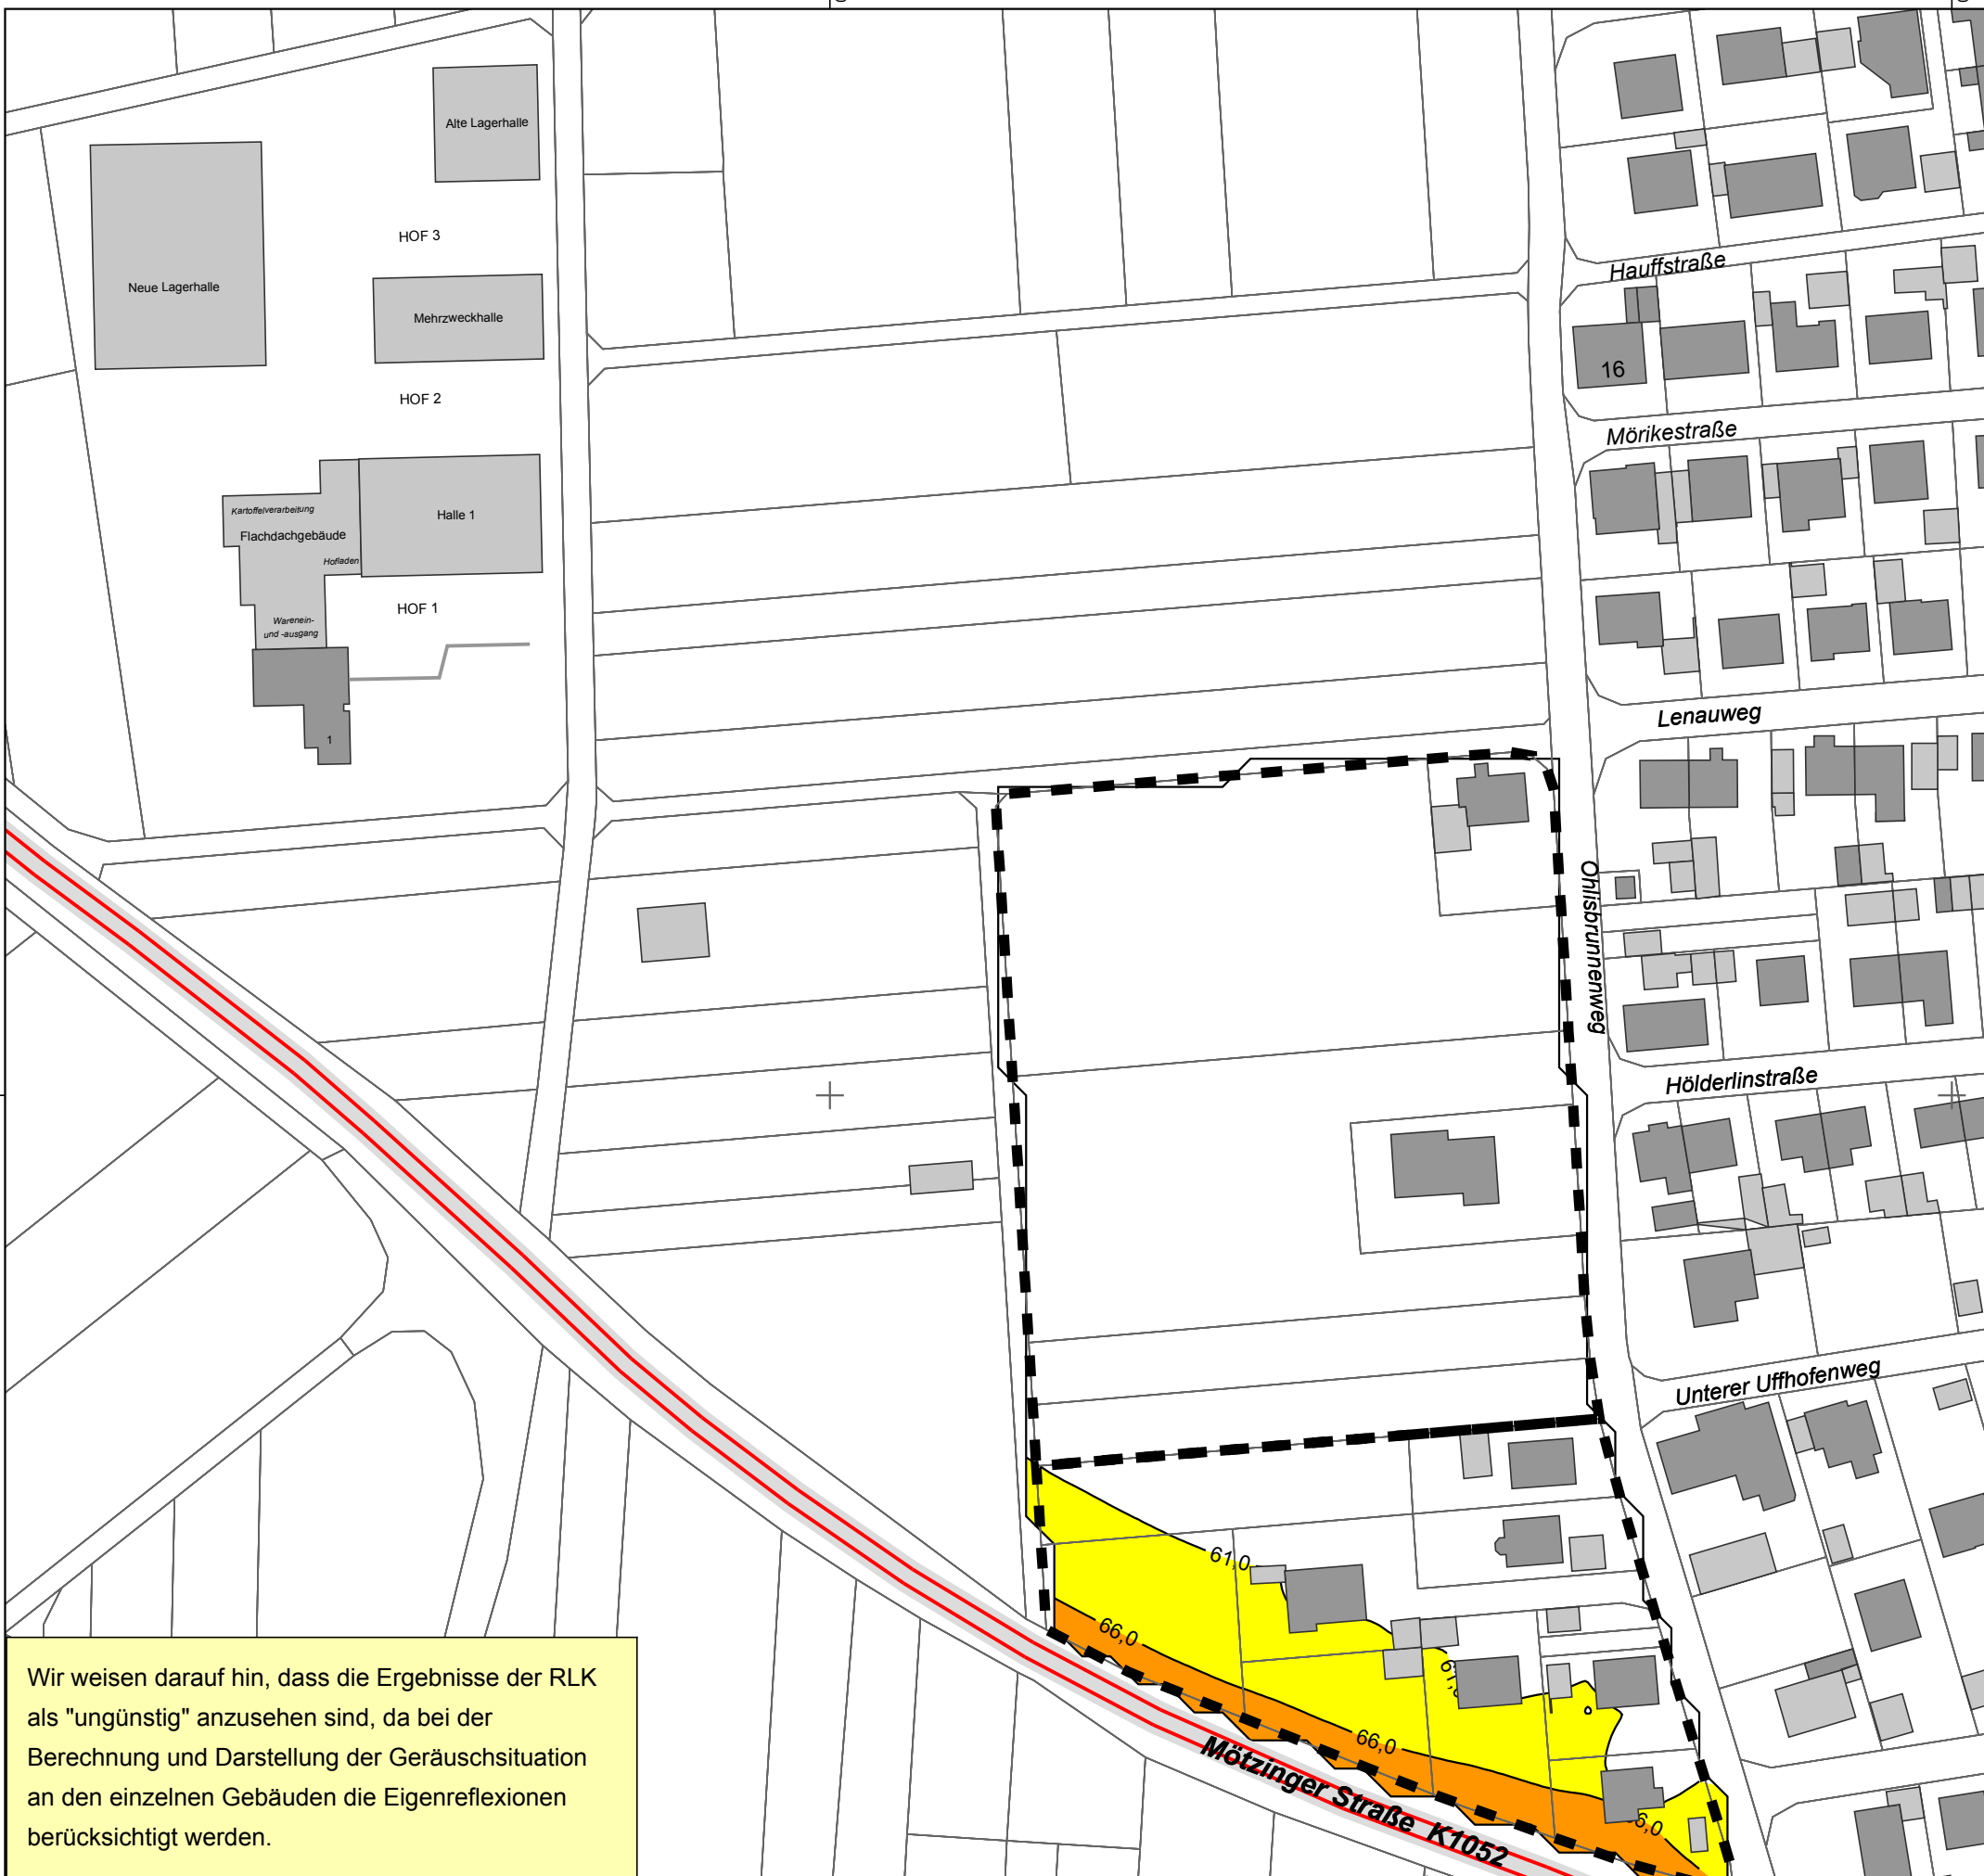 Alte Lagerhalle
HOF 3
Neue Lagerhalle
Mehrzweckhalle
HOF 2
Kartoffelverarbeitung
Flachdachgebäude
Halle 1
Hofladen
HOF 1
Warenein-
und -ausgang
1
Hauffstraße
16
Mörikestraße
Lenauweg
Ohlisbrunnenweg
Hölderlinstraße
Unterer Uffhofenweg
61,0
66,0
66,0
Mötzinger Straße K1052
Wir weisen darauf hin, dass die Ergebnisse der RLK
als "ungünstig" anzusehen sind, da bei der
Berechnung und Darstellung der Geräuschsituation
an den einzelnen Gebäuden die Eigenreflexionen
berücksichtigt werden.